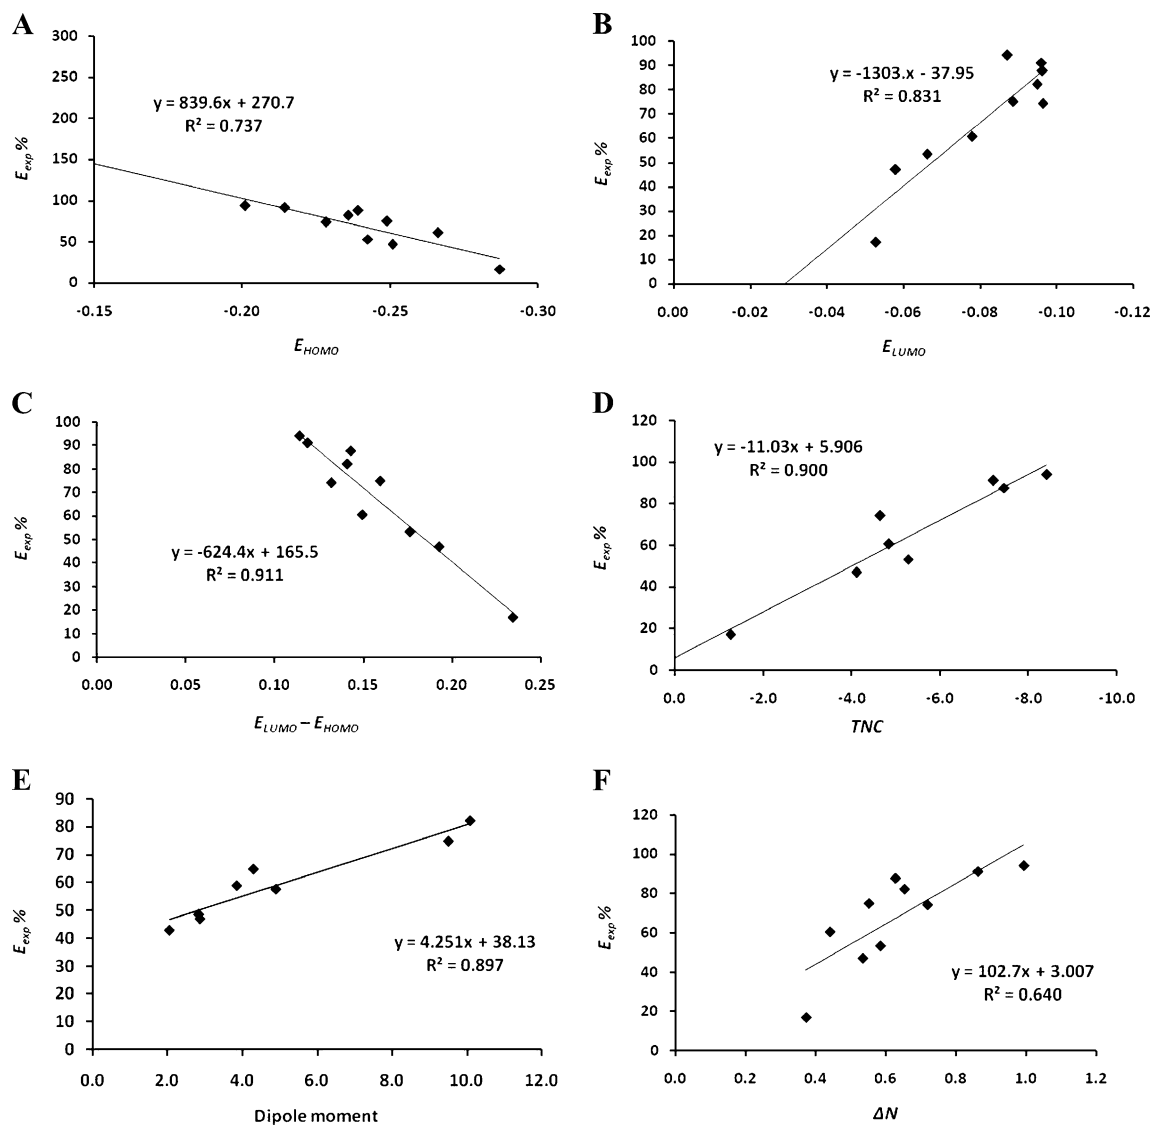 A
300
250
200
150
100
50
0
-0.15 -0.20 -0.25 -0.30
E_exp %
E_HOMO
y = 839.6x + 270.7
R² = 0.737
B
100
90
80
70
60
50
40
30
20
10
0
0.00 -0.02 -0.04 -0.06 -0.08 -0.10 -0.12
E_exp %
E_LUMO
y = -1303.x - 37.95
R² = 0.831
C
100
90
80
70
60
50
40
30
20
10
0
0.00 0.05 0.10 0.15 0.20 0.25
E_exp %
E_LUMO – E_HOMO
y = -624.4x + 165.5
R² = 0.911
D
120
100
80
60
40
20
0
0.0 -2.0 -4.0 -6.0 -8.0 -10.0
E_exp %
TNC
y = -11.03x + 5.906
R² = 0.900
E
90
80
70
60
50
40
30
20
10
0
0.0 2.0 4.0 6.0 8.0 10.0 12.0
E_exp %
Dipole moment
y = 4.251x + 38.13
R² = 0.897
F
120
100
80
60
40
20
0
0.0 0.2 0.4 0.6 0.8 1.0 1.2
E_exp %
ΔN
y = 102.7x + 3.007
R² = 0.640